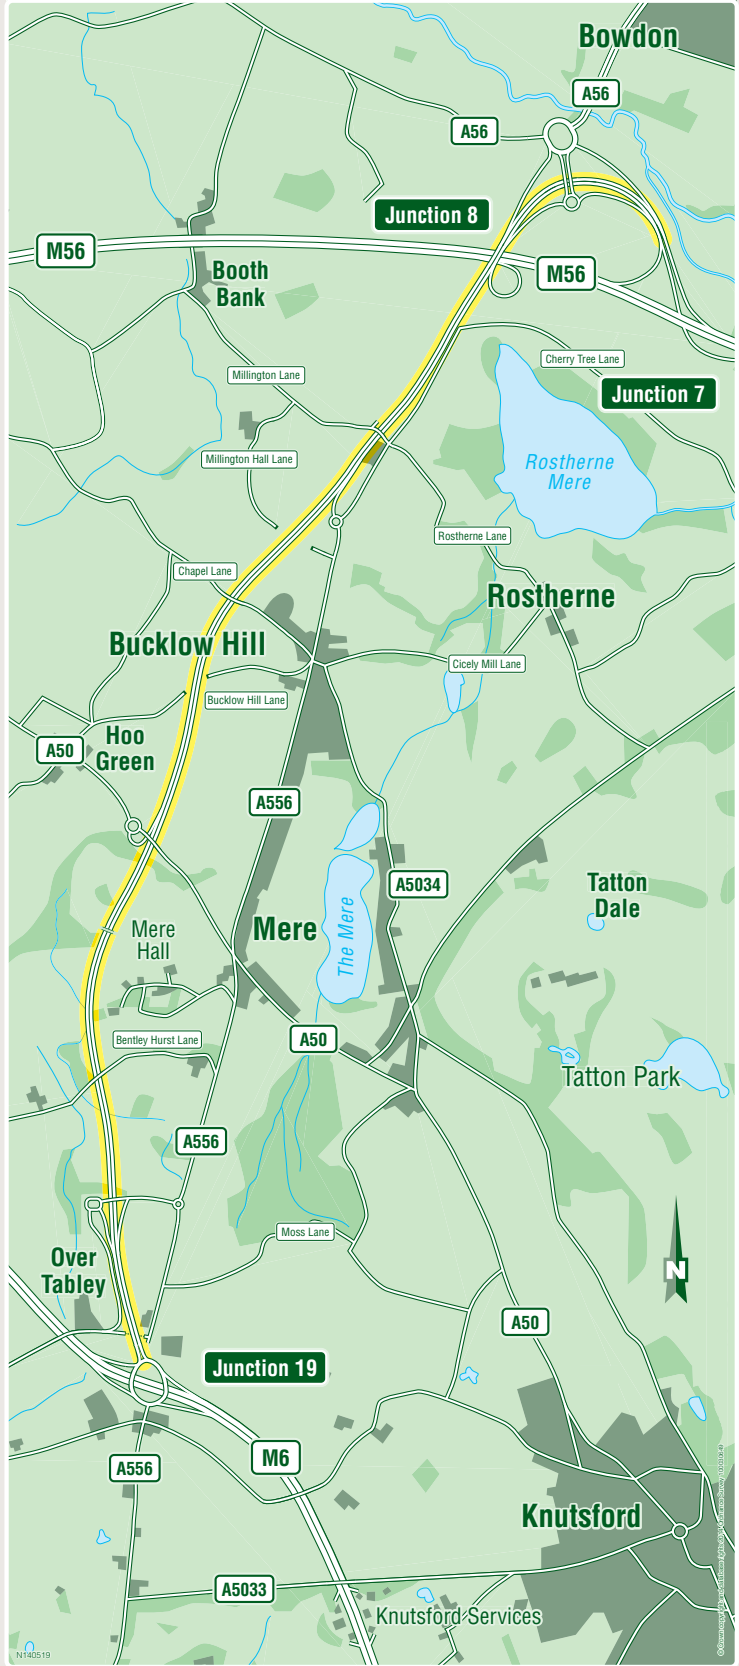 Bowdon
A56
A56
Junction 8
M56
Booth
Bank
M56
Cherry Tree Lane
Millington Lane
Junction 7
Millington Hall Lane
Rostherne
Mere
Rostherne Lane
Chapel Lane
Rostherne
Bucklow Hill
Cicely Mill Lane
Bucklow Hill Lane
Hoo
Green
A50
A556
A5034
Tatton
Dale
Mere
Mere
Hall
The Mere
Bentley Hurst Lane
A50
Tatton Park
A556
Moss Lane
Over
Tabley
N
A50
Junction 19
M6
A556
Knutsford
A5033
Knutsford Services
N140519